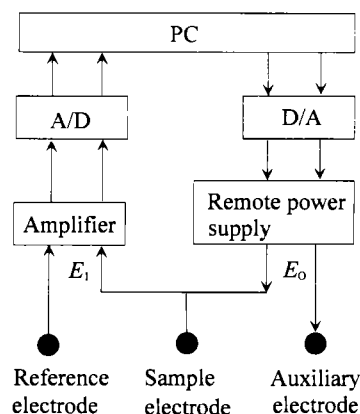 PC
A/D
D/A
Amplifier
Remote power
supply
E₁
Eₒ
Reference
electrode
Sample
electrode
Auxiliary
electrode